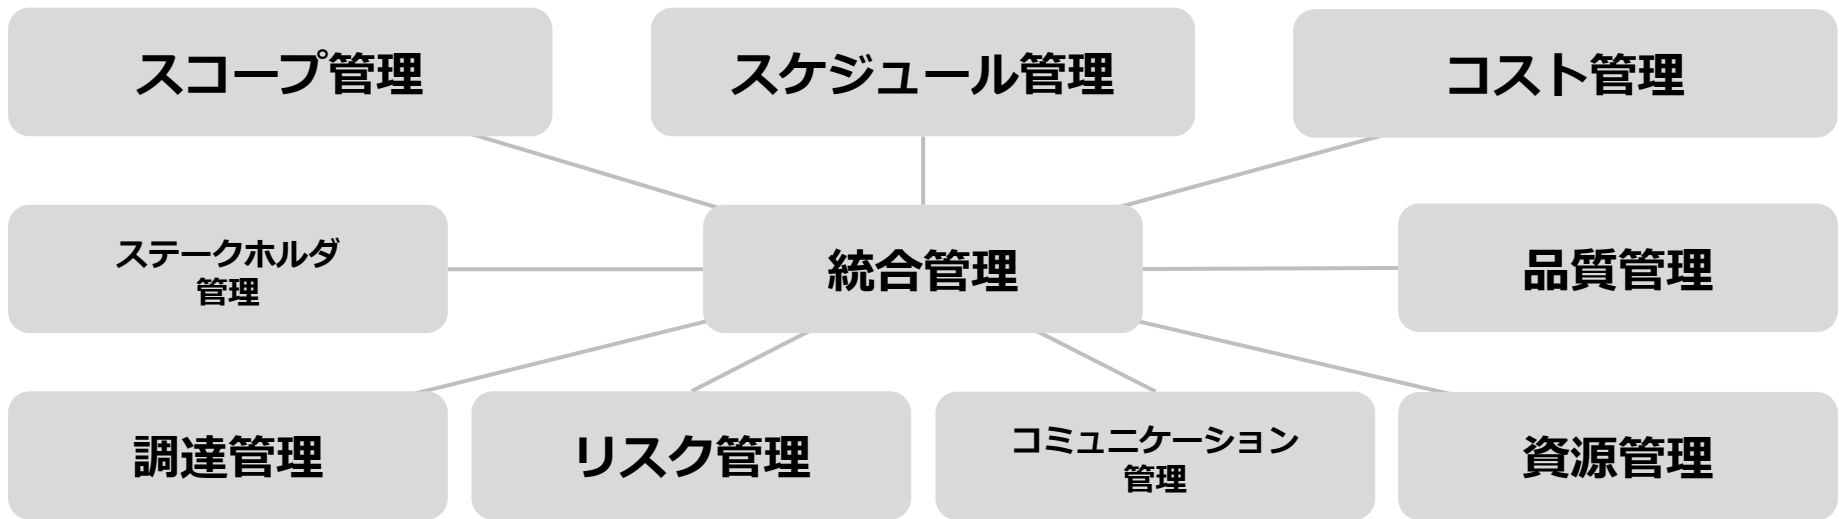 スコープ管理
スケジュール管理
コスト管理
ステークホルダ
管理
統合管理
品質管理
調達管理
リスク管理
コミュニケーション
管理
資源管理